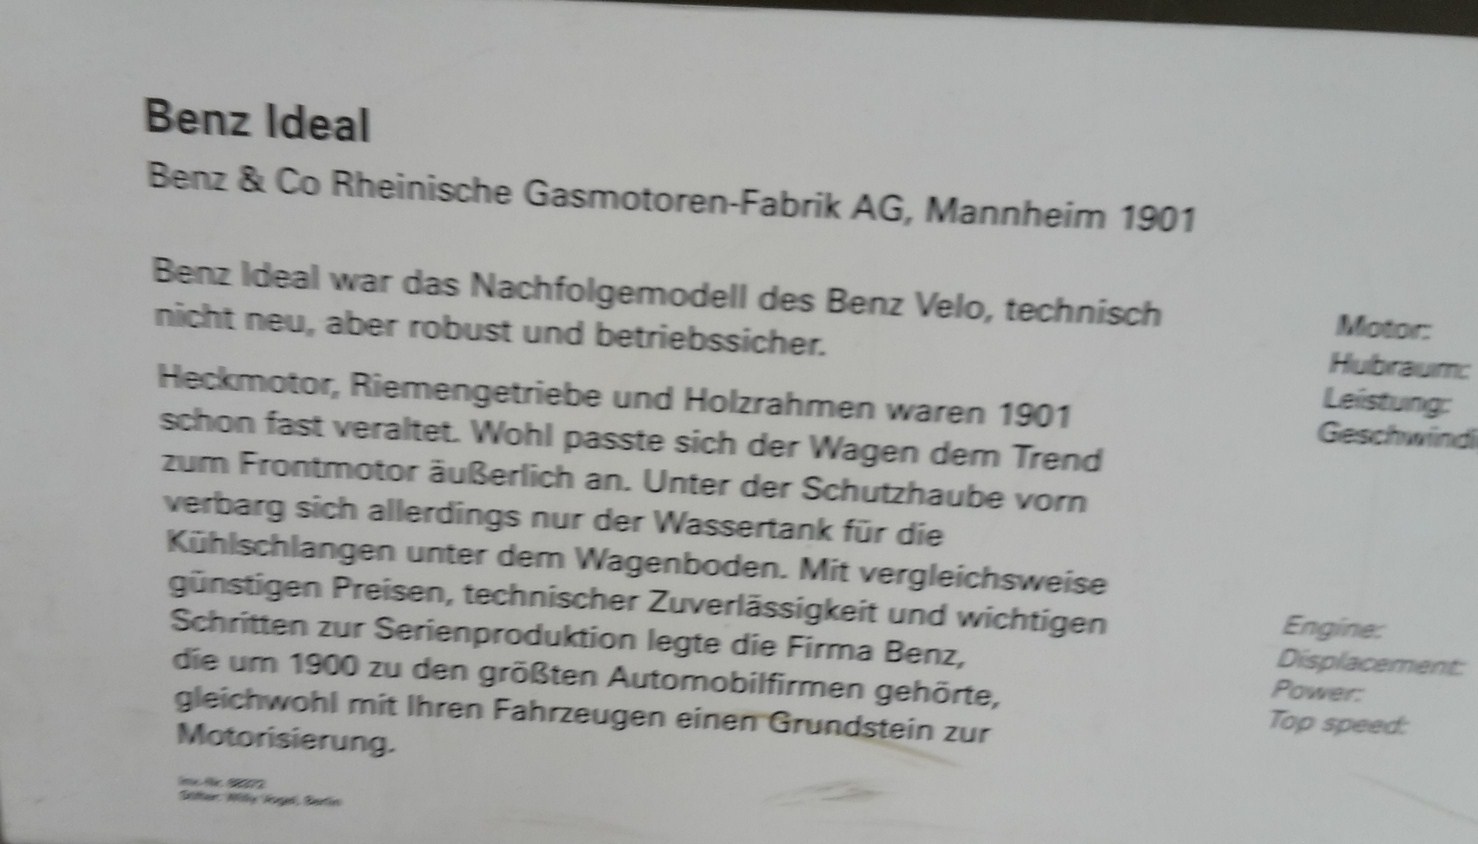 Benz Ideal
Benz & Co Rheinische Gasmotoren-Fabrik AG, Mannheim 1901
Benz Ideal war das Nachfolgemodell des Benz Velo, technisch
nicht neu, aber robust und betriebssicher.
Heckmotor, Riemengetriebe und Holzrahmen waren 1901
schon fast veraltet. Wohl passte sich der Wagen dem Trend
zum Frontmotor äußerlich an. Unter der Schutzhaube vorn
verbarg sich allerdings nur der Wassertank für die
Kühlschlangen unter dem Wagenboden. Mit vergleichsweise
günstigen Preisen, technischer Zuverlässigkeit und wichtigen
Schritten zur Serienproduktion legte die Firma Benz,
die um 1900 zu den größten Automobilfirmen gehörte,
gleichwohl mit Ihren Fahrzeugen einen Grundstein zur
Motorisierung.
Stifter: Willy Vogel, Berlin
Motor:
Hubraum:
Leistung:
Geschwindi
Engine:
Displacement:
Power:
Top speed: